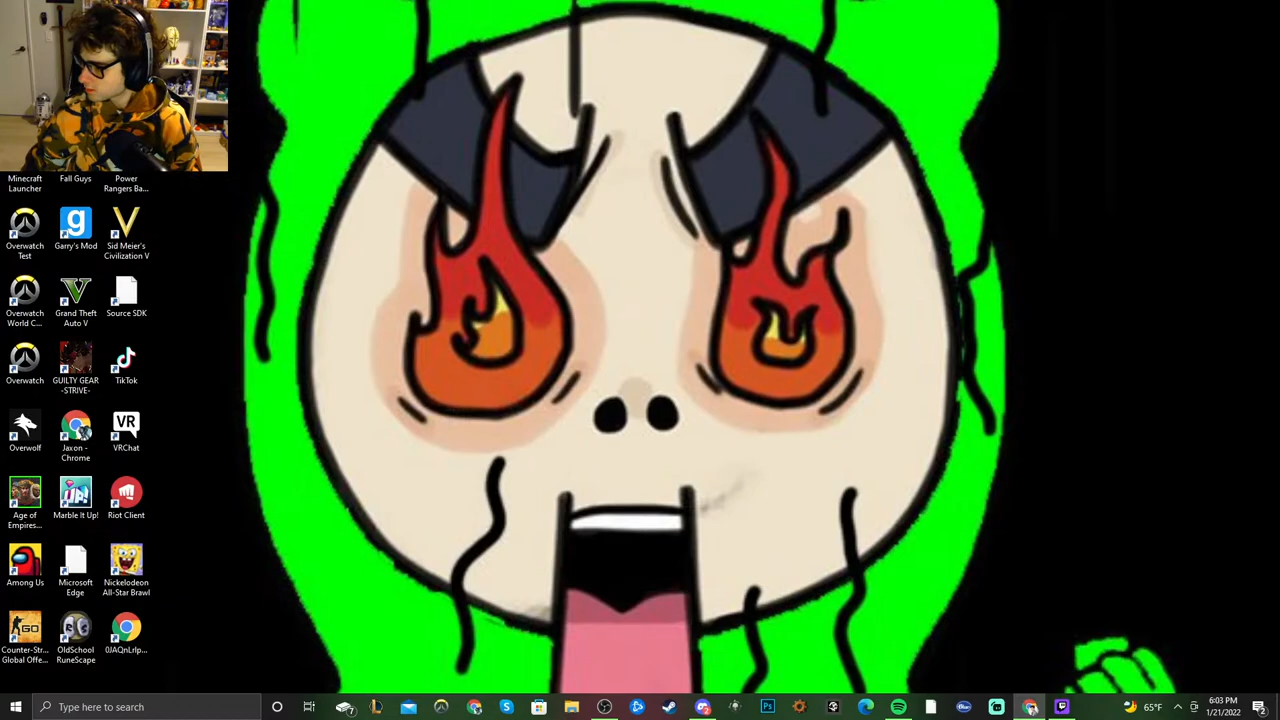 Minecraft
Launcher
Fall Guys
Power
Rangers Ba...
Overwatch
Test
Garry's Mod
Sid Meier's
Civilization V
Overwatch
World C...
Grand Theft
Auto V
Source SDK
Overwatch
GUILTY GEAR
-STRIVE-
TikTok
Overwolf
Jaxon -
Chrome
VR
VRChat
Age of
Empires...
UP!
Marble It Up!
Riot Client
Among Us
Microsoft
Edge
Nickelodeon
All-Star Brawl
GO
Counter-Str...
Global Offe...
OldSchool
RuneScape
0JAQnLrlp...
Type here to search
65°F
6:03 PM
1/21/2022